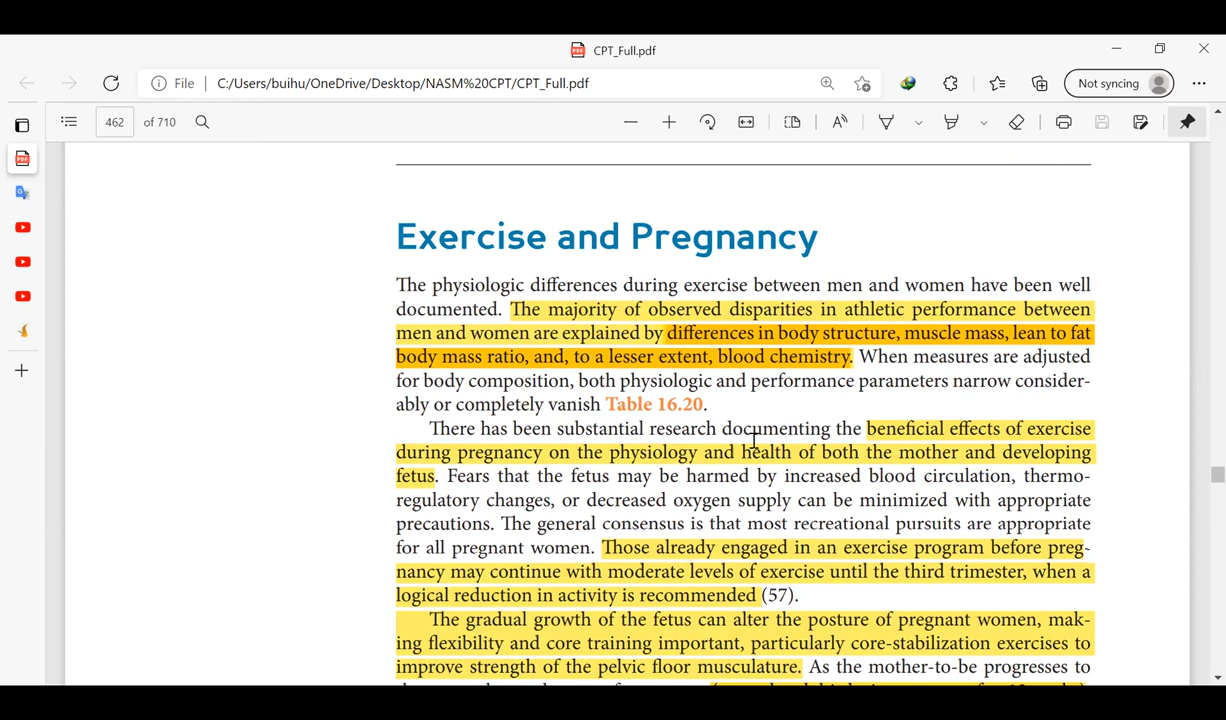 CPT_Full.pdf
File
C:/Users/buihu/OneDrive/Desktop/NASM%20CPT/CPT_Full.pdf
Not syncing
462 of 710
Exercise and Pregnancy
The physiologic differences during exercise between men and women have been well
documented. The majority of observed disparities in athletic performance between
men and women are explained by differences in body structure, muscle mass, lean to fat
body mass ratio, and, to a lesser extent, blood chemistry. When measures are adjusted
for body composition, both physiologic and performance parameters narrow consider-
ably or completely vanish Table 16.20.
There has been substantial research documenting the beneficial effects of exercise
during pregnancy on the physiology and health of both the mother and developing
fetus. Fears that the fetus may be harmed by increased blood circulation, thermo-
regulatory changes, or decreased oxygen supply can be minimized with appropriate
precautions. The general consensus is that most recreational pursuits are appropriate
for all pregnant women. Those already engaged in an exercise program before preg-
nancy may continue with moderate levels of exercise until the third trimester, when a
logical reduction in activity is recommended (57).
The gradual growth of the fetus can alter the posture of pregnant women, mak-
ing flexibility and core training important, particularly core-stabilization exercises to
improve strength of the pelvic floor musculature. As the mother-to-be progresses to